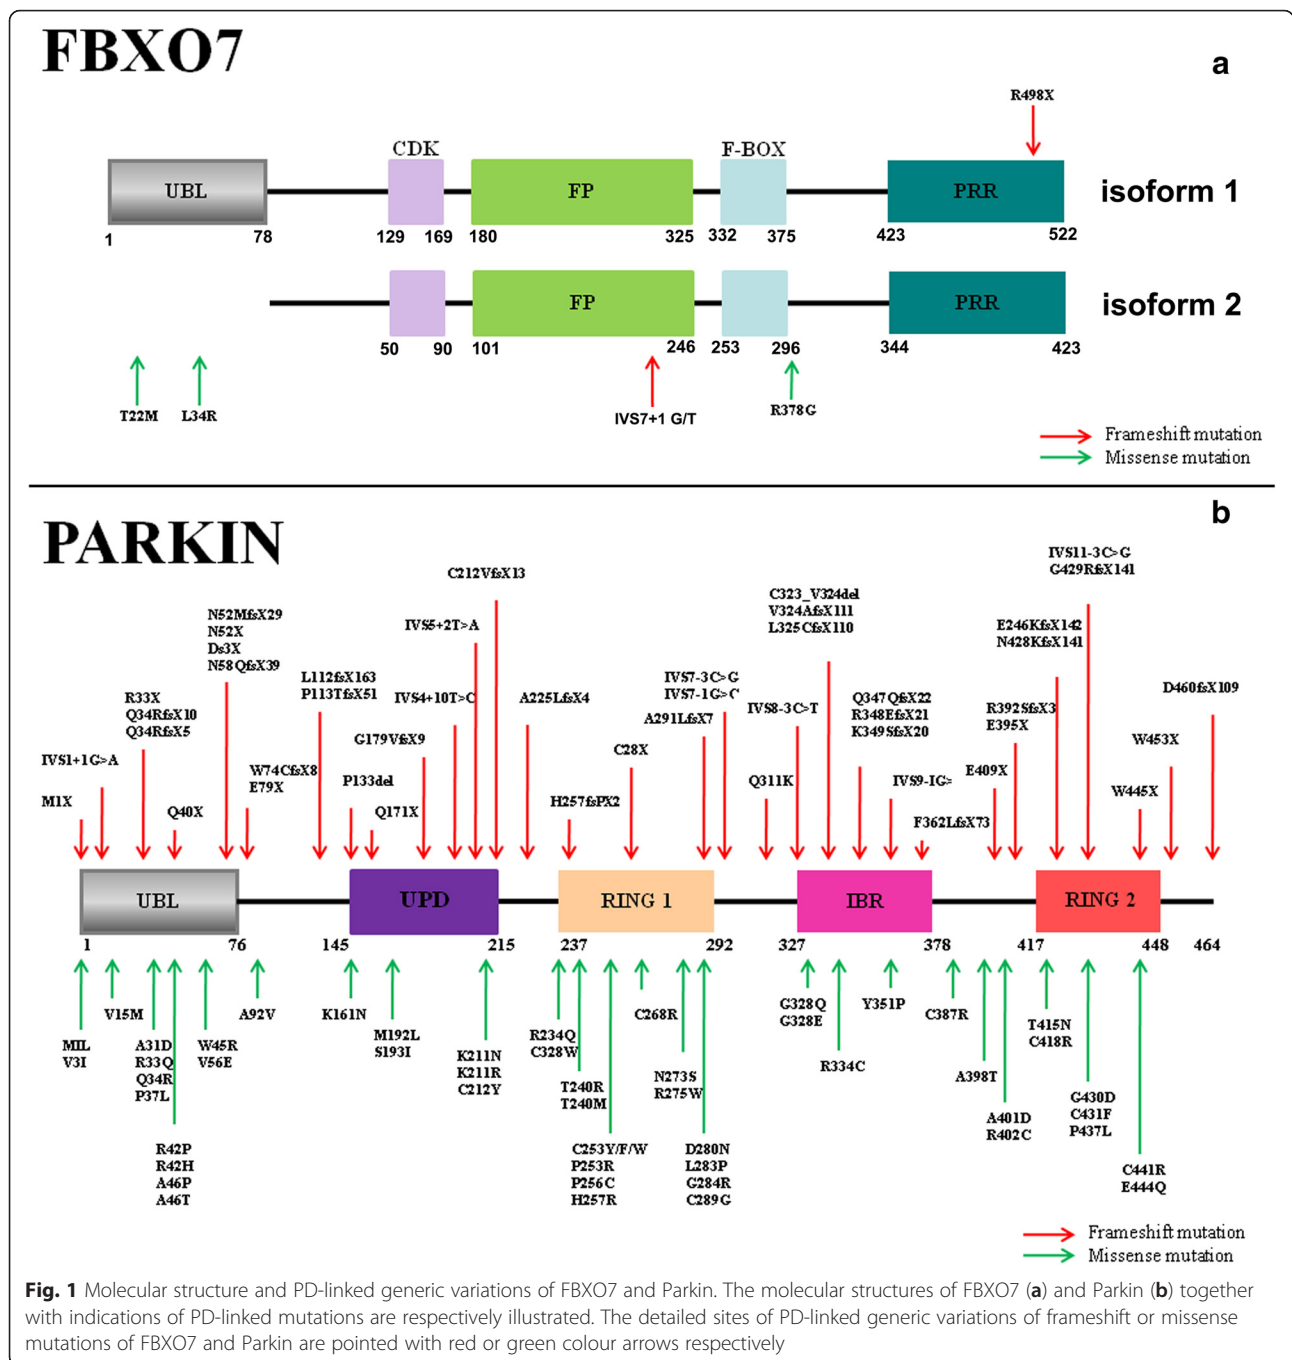 FBXO7
a
R498X
CDK
F-BOX
UBL
FP
PRR
isoform 1
1
78
129
169
180
325
332
375
423
522
FP
PRR
isoform 2
50
90
101
246
253
296
344
423
T22M
L34R
IVS7+1 G/T
R378G
Frameshift mutation
Missense mutation
PARKIN
b
M1X
IVS1+1G>A
R33X
Q34RfsX10
Q34RfsX5
Q40X
N52MfsX29
N52X
Ds3X
N58QfsX39
W74CfsX8
E79X
L112fsX163
P113TfsX51
P133del
Q171X
G179VfsX9
IVS4+10T>C
IVS5+2T>A
C212VfsX13
A225LfsX4
H257fsPX2
C28X
A291LfsX7
IVS7-3C>G
IVS7-1G>C
Q311K
IVS8-3C>T
C323_V324del
V324AfsX111
L325CfsX110
Q347QfsX22
R348EfsX21
K349SfsX20
IVS9-IG>
F362LfsX73
E409X
R392SfsX3
E395X
E246KfsX142
N428KfsX141
IVS11-3C>G
G429RfsX141
W445X
W453X
D460fsX109
UBL
UPD
RING 1
IBR
RING 2
1
76
145
215
237
292
327
378
417
448
464
MIL
V3I
V15M
A31D
R33Q
Q34R
P37L
R42P
R42H
A46P
A46T
W45R
V56E
A92V
K161N
M192L
S193I
K211N
K211R
C212Y
R234Q
C328W
T240R
T240M
C253Y/F/W
P253R
P256C
H257R
C268R
N273S
R275W
D280N
L283P
G284R
C289G
G328Q
G328E
R334C
Y351P
C387R
A398T
A401D
R402C
T415N
C418R
G430D
C431F
P437L
C441R
E444Q
Frameshift mutation
Missense mutation
Fig. 1 Molecular structure and PD-linked generic variations of FBXO7 and Parkin. The molecular structures of FBXO7 (a) and Parkin (b) together
with indications of PD-linked mutations are respectively illustrated. The detailed sites of PD-linked generic variations of frameshift or missense
mutations of FBXO7 and Parkin are pointed with red or green colour arrows respectively